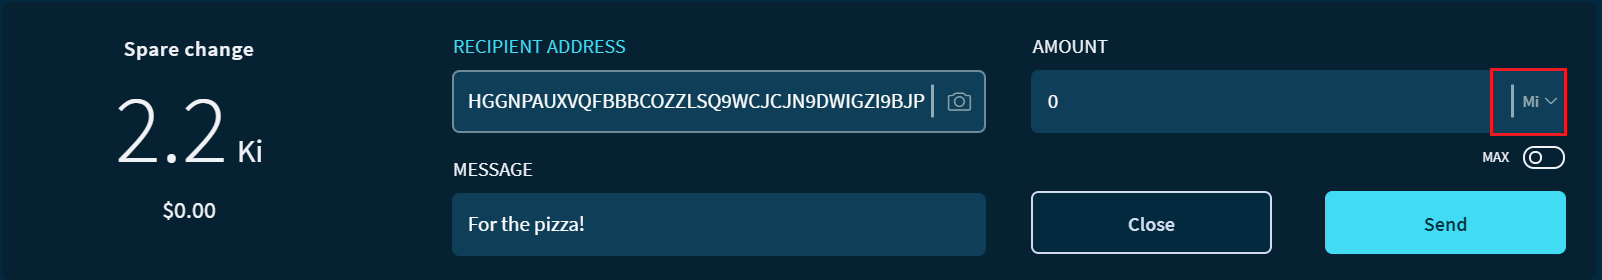 Spare change
2.2 Ki
$0.00
RECIPIENT ADDRESS
HGGNPAUXVQFBBBCOZZLSQ9WCJCJN9DWIGZI9BJP
MESSAGE
For the pizza!
AMOUNT
0
Mi
MAX
Close
Send